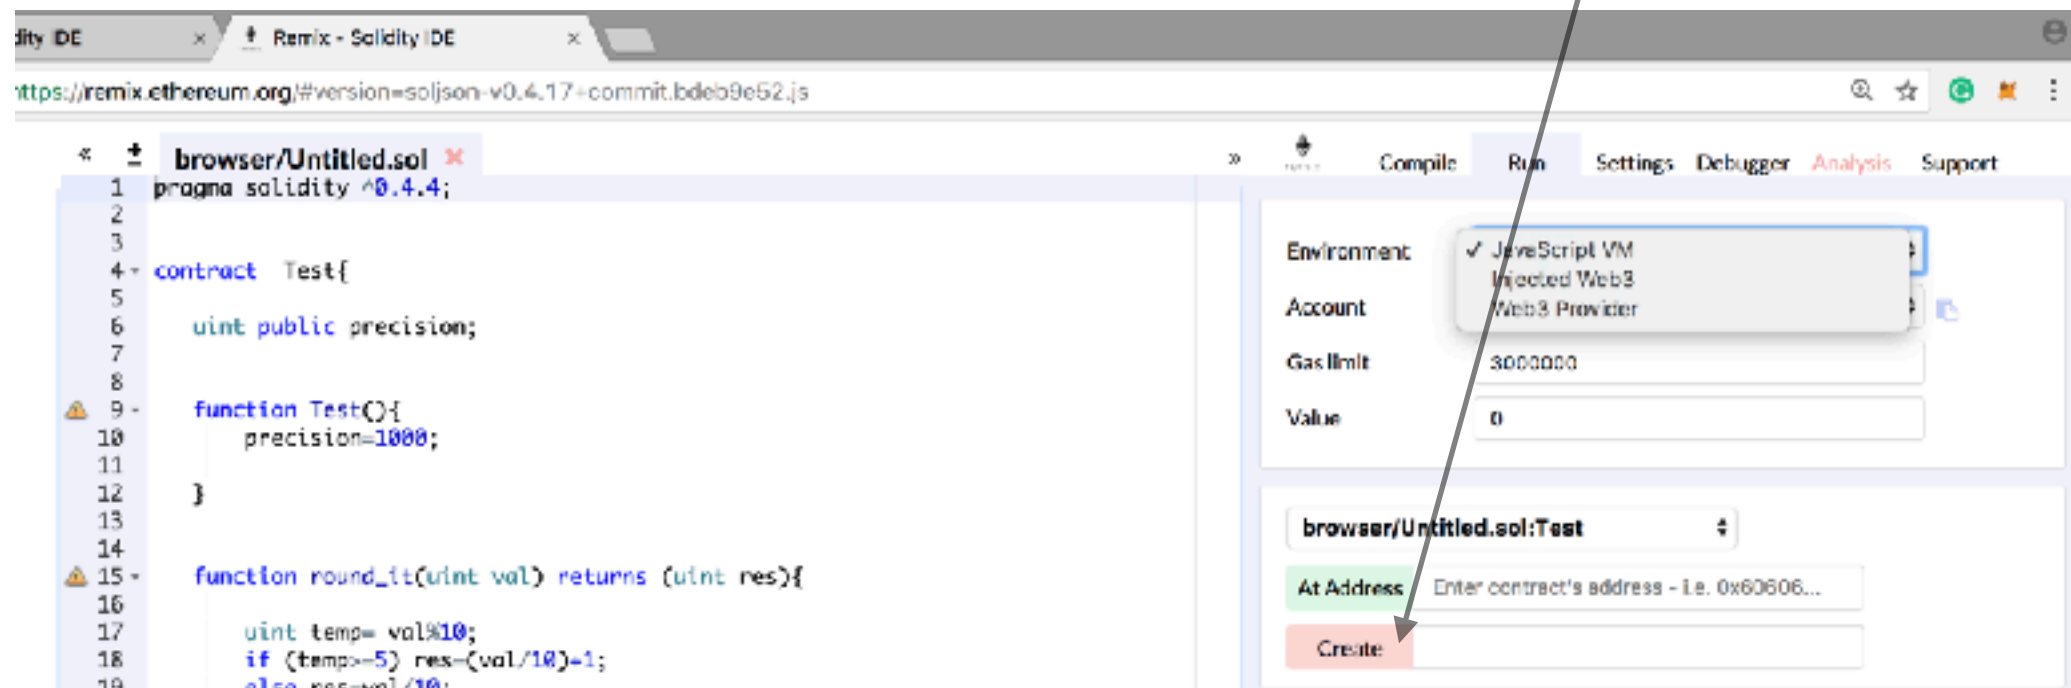 dity IDE
Remix - Solidity IDE
https://remix.ethereum.org/#version=soljson-v0.4.17+commit.bdeb9e52.js
browser/Untitled.sol
1 pragma solidity ^0.4.4;
2
3
4 contract Test{
5
6 uint public precision;
7
8
9 function Test(){
10 precision=1000;
11
12 }
13
14
15 function round_it(uint val) returns (uint res){
16
17 uint temp= val%10;
18 if (temp>=5) res=(val/10)+1;
19 else res=val/10;
Compile Run Settings Debugger Analysis Support
Environment
✓ JavaScript VM
Injected Web3
Web3 Provider
Account
Gas limit 3000000
Value 0
browser/Untitled.sol:Test
At Address Enter contract's address - i.e. 0x60606...
Create